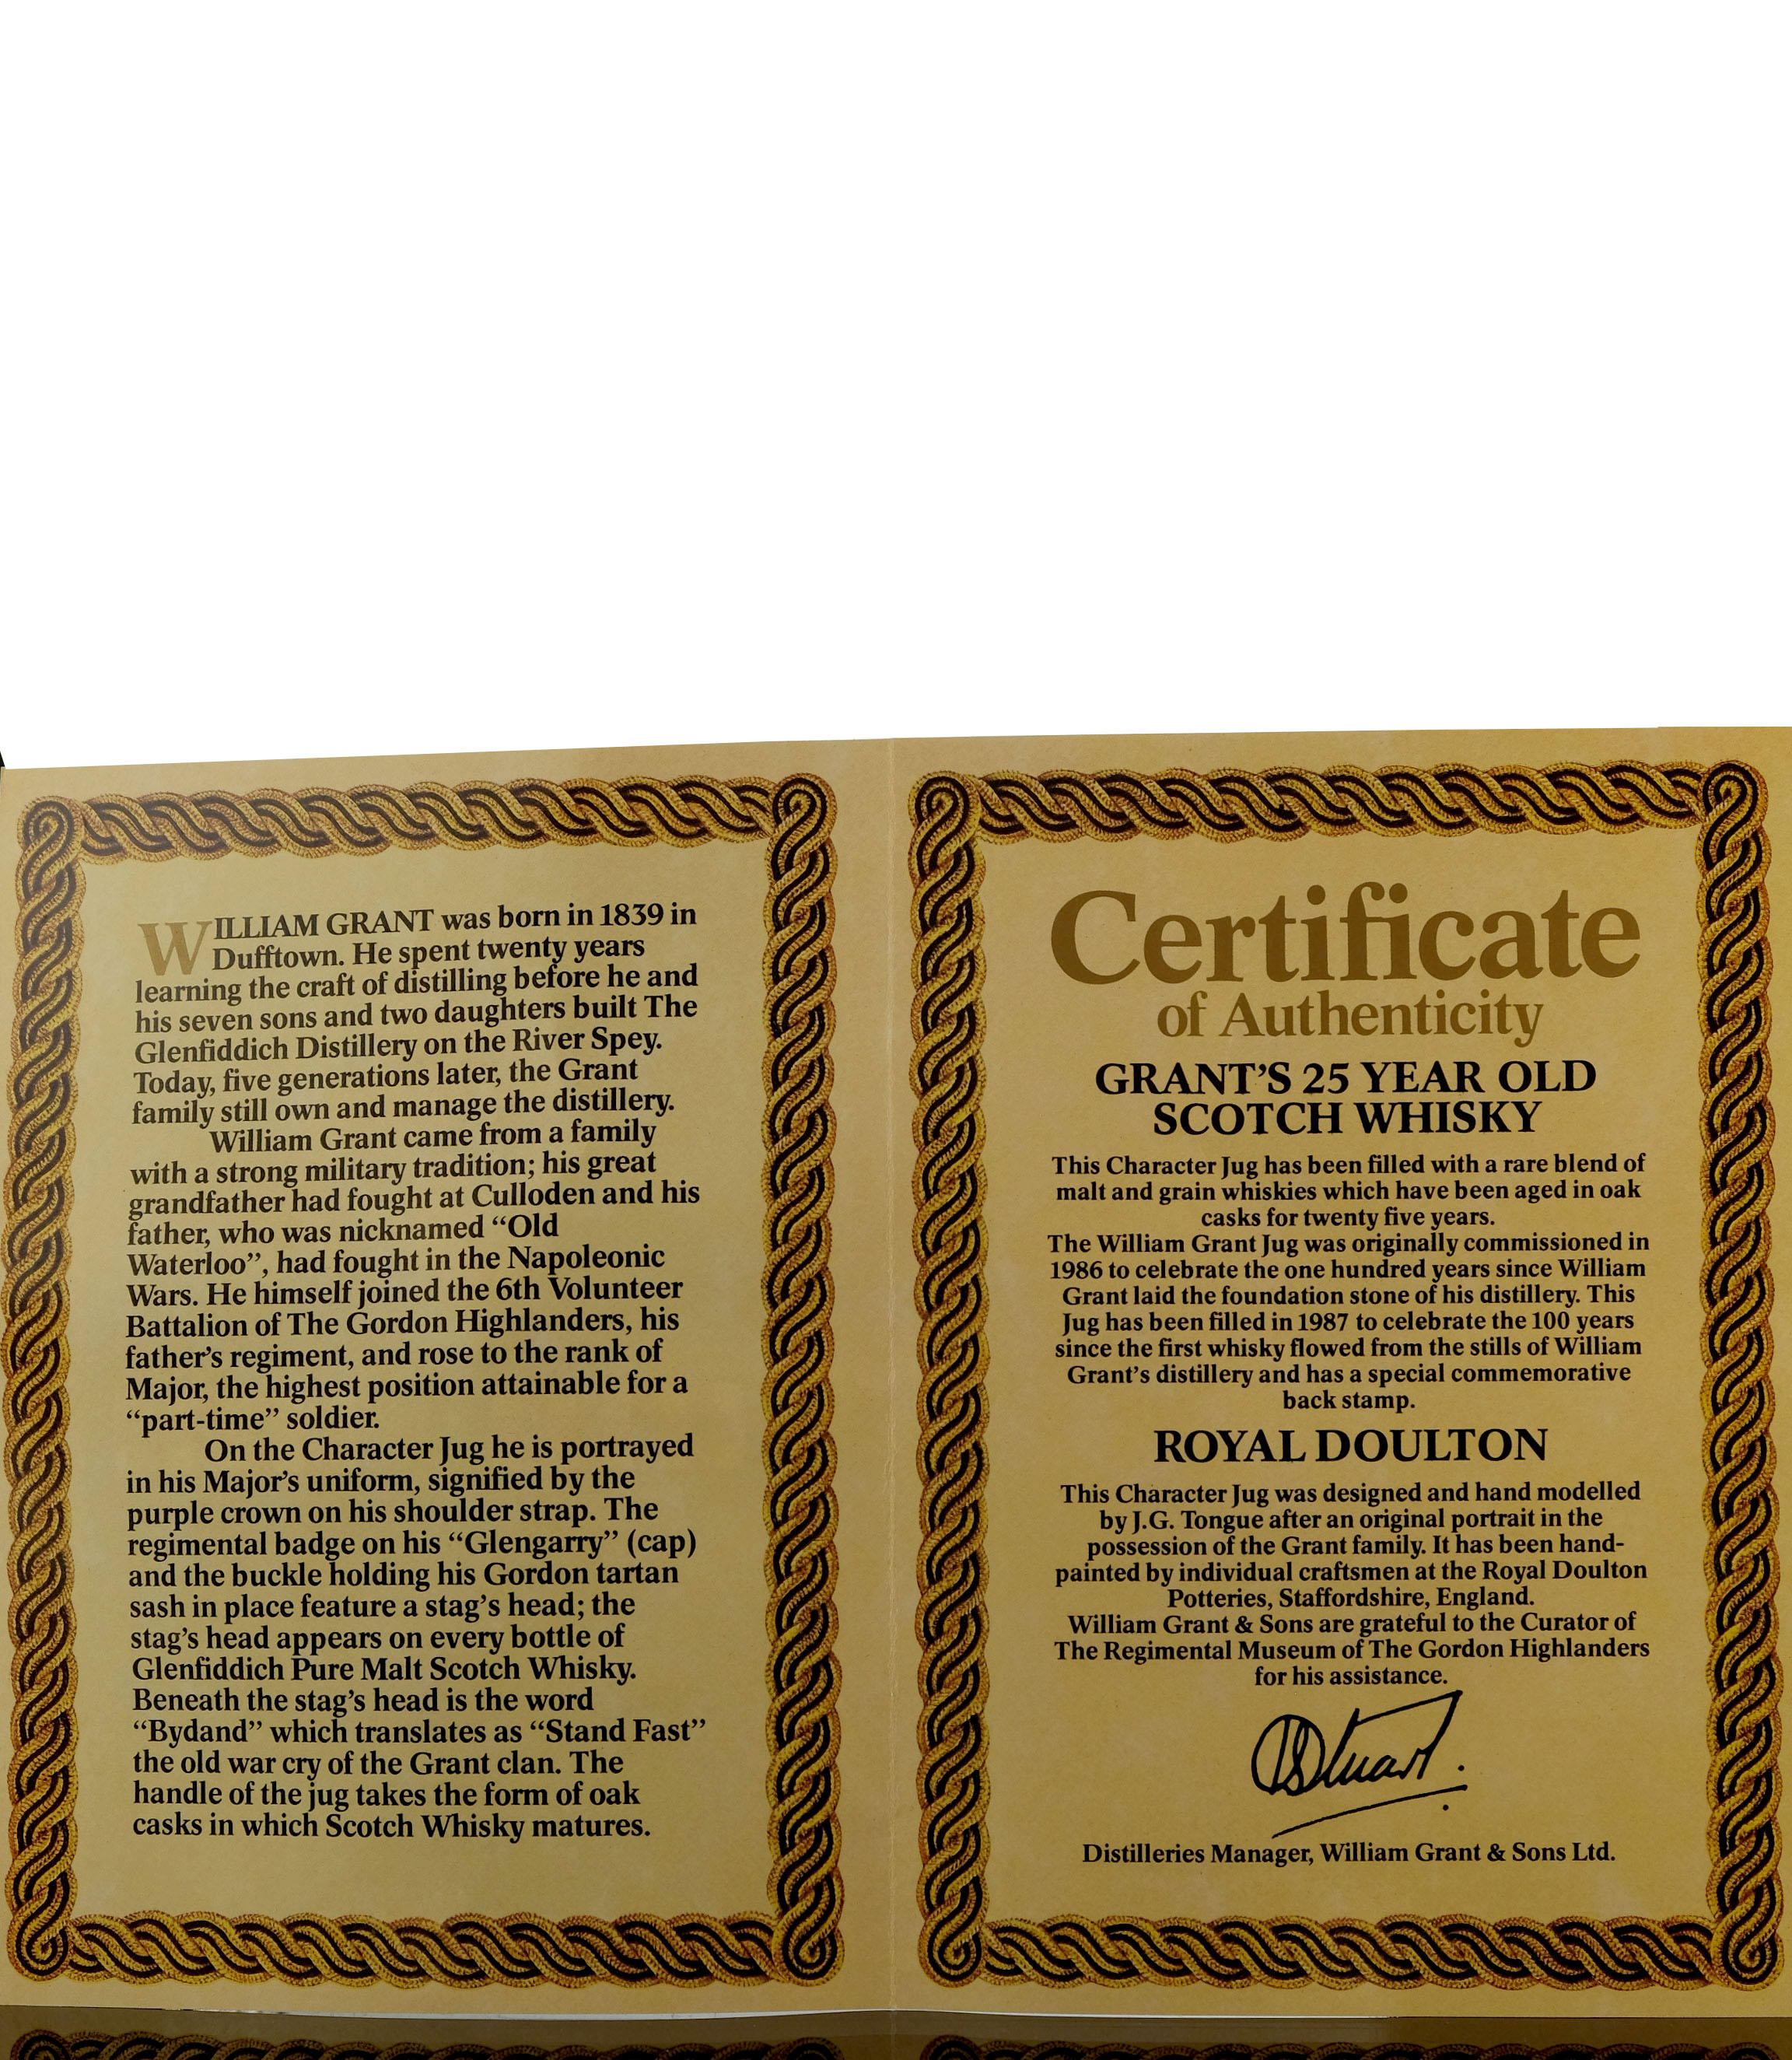 WILLIAM GRANT was born in 1839 in
Dufftown. He spent twenty years
learning the craft of distilling before he and
his seven sons and two daughters built The
Glenfiddich Distillery on the River Spey.
Today, five generations later, the Grant
family still own and manage the distillery.
William Grant came from a family
with a strong military tradition; his great
grandfather had fought at Culloden and his
father, who was nicknamed “Old
Waterloo”, had fought in the Napoleonic
Wars. He himself joined the 6th Volunteer
Battalion of The Gordon Highlanders, his
father’s regiment, and rose to the rank of
Major, the highest position attainable for a
“part-time” soldier.
On the Character Jug he is portrayed
in his Major’s uniform, signified by the
purple crown on his shoulder strap. The
regimental badge on his “Glengarry” (cap)
and the buckle holding his Gordon tartan
sash in place feature a stag’s head; the
stag’s head appears on every bottle of
Glenfiddich Pure Malt Scotch Whisky.
Beneath the stag’s head is the word
“Bydand” which translates as “Stand Fast”
the old war cry of the Grant clan. The
handle of the jug takes the form of oak
casks in which Scotch Whisky matures.
Certificate
of Authenticity
GRANT’S 25 YEAR OLD
SCOTCH WHISKY
This Character Jug has been filled with a rare blend of
malt and grain whiskies which have been aged in oak
casks for twenty five years.
The William Grant Jug was originally commissioned in
1986 to celebrate the one hundred years since William
Grant laid the foundation stone of his distillery. This
Jug has been filled in 1987 to celebrate the 100 years
since the first whisky flowed from the stills of William
Grant’s distillery and has a special commemorative
back stamp.
ROYAL DOULTON
This Character Jug was designed and hand modelled
by J.G. Tongue after an original portrait in the
possession of the Grant family. It has been hand-
painted by individual craftsmen at the Royal Doulton
Potteries, Staffordshire, England.
William Grant & Sons are grateful to the Curator of
The Regimental Museum of The Gordon Highlanders
for his assistance.
Distilleries Manager, William Grant & Sons Ltd.